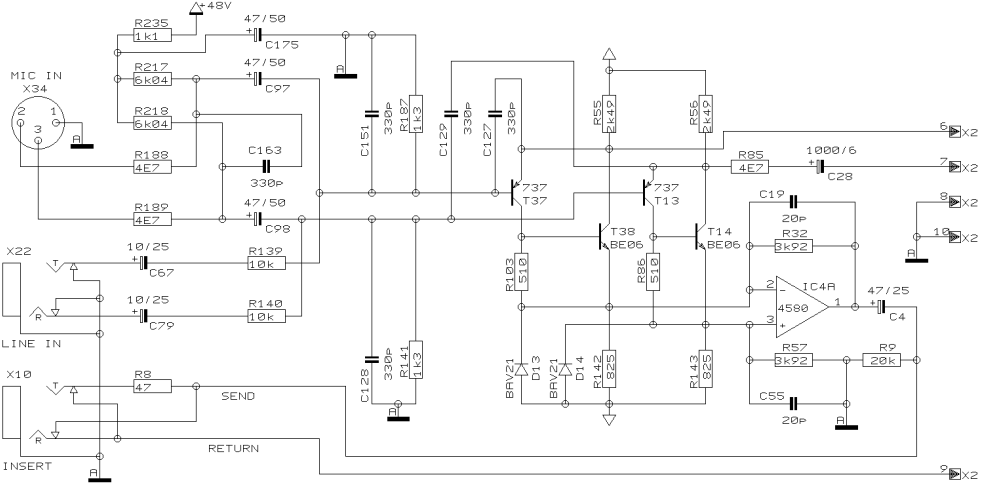 +48V
R235
1k1
47/50
+
C175
MIC IN
X34
2
1
3
A
R217
6k04
47/50
+
C97
R218
6k04
R188
4E7
C163
330p
R189
4E7
47/50
+
C98
A
C151
330p
R187
1k3
C129
330p
C127
330p
737
T37
R55
2k49
R56
2k49
737
T13
R85
4E7
1000/6
+
C28
6
X2
7
X2
8
X2
10
X2
A
X22
T
R
LINE IN
10/25
+
C67
R139
10k
10/25
+
C79
R140
10k
T38
BE06
T14
BE06
R103
510
R86
510
C19
20p
R32
3k92
IC4A
4580
2
-
3
+
1
47/25
+
C4
R57
3k92
R9
20k
C55
20p
A
C128
330p
R141
1k3
A
BAV21
D13
BAV21
D14
R142
825
R143
825
X10
T
R
INSERT
R8
47
SEND
RETURN
A
9
X2